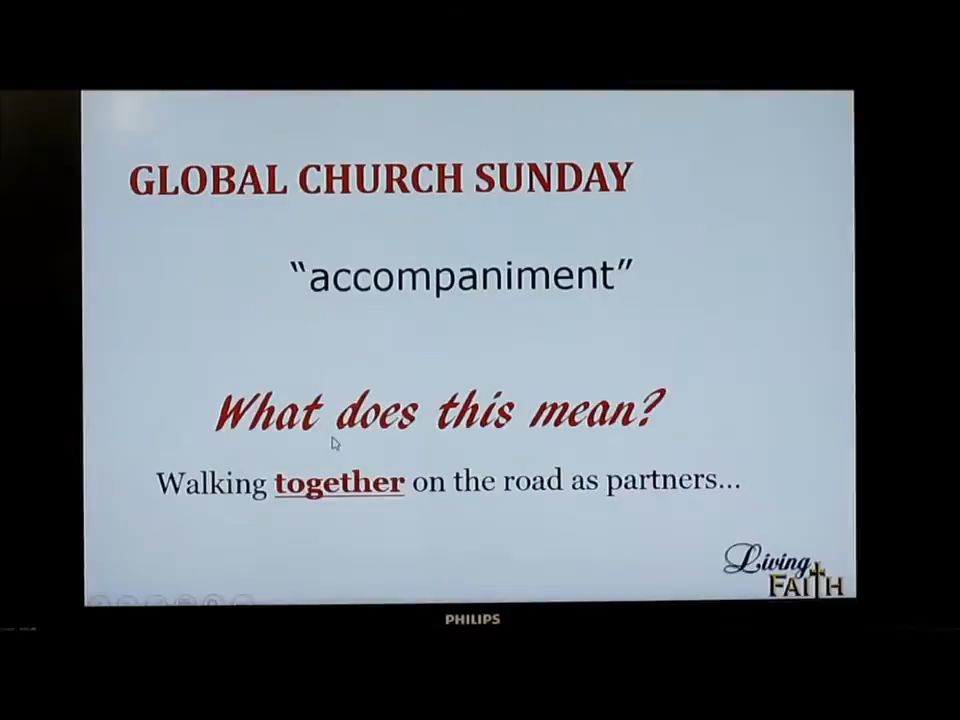 GLOBAL CHURCH SUNDAY
“accompaniment”
What does this mean?
Walking together on the road as partners...
Living
FAITH
PHILIPS